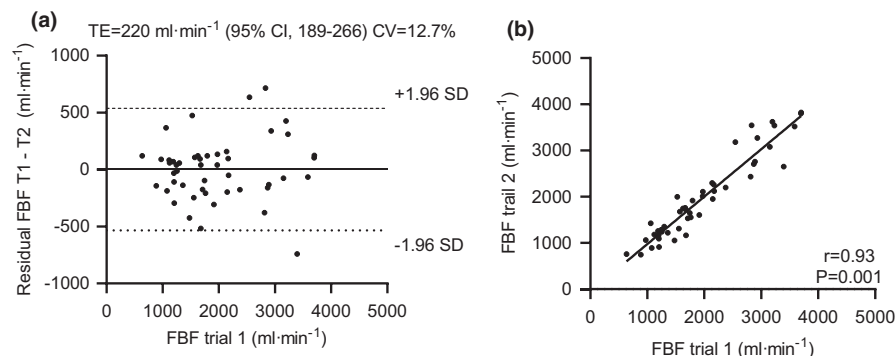 (a)
TE=220 ml·min⁻¹ (95% CI, 189-266) CV=12.7%
Residual FBF T1 - T2 (ml·min⁻¹)
1000
500
0
-500
-1000
+1.96 SD
-1.96 SD
0 1000 2000 3000 4000 5000
FBF trial 1 (ml·min⁻¹)
(b)
FBF trail 2 (ml·min⁻¹)
5000
4000
3000
2000
1000
0
r=0.93
P=0.001
0 1000 2000 3000 4000 5000
FBF trial 1 (ml·min⁻¹)